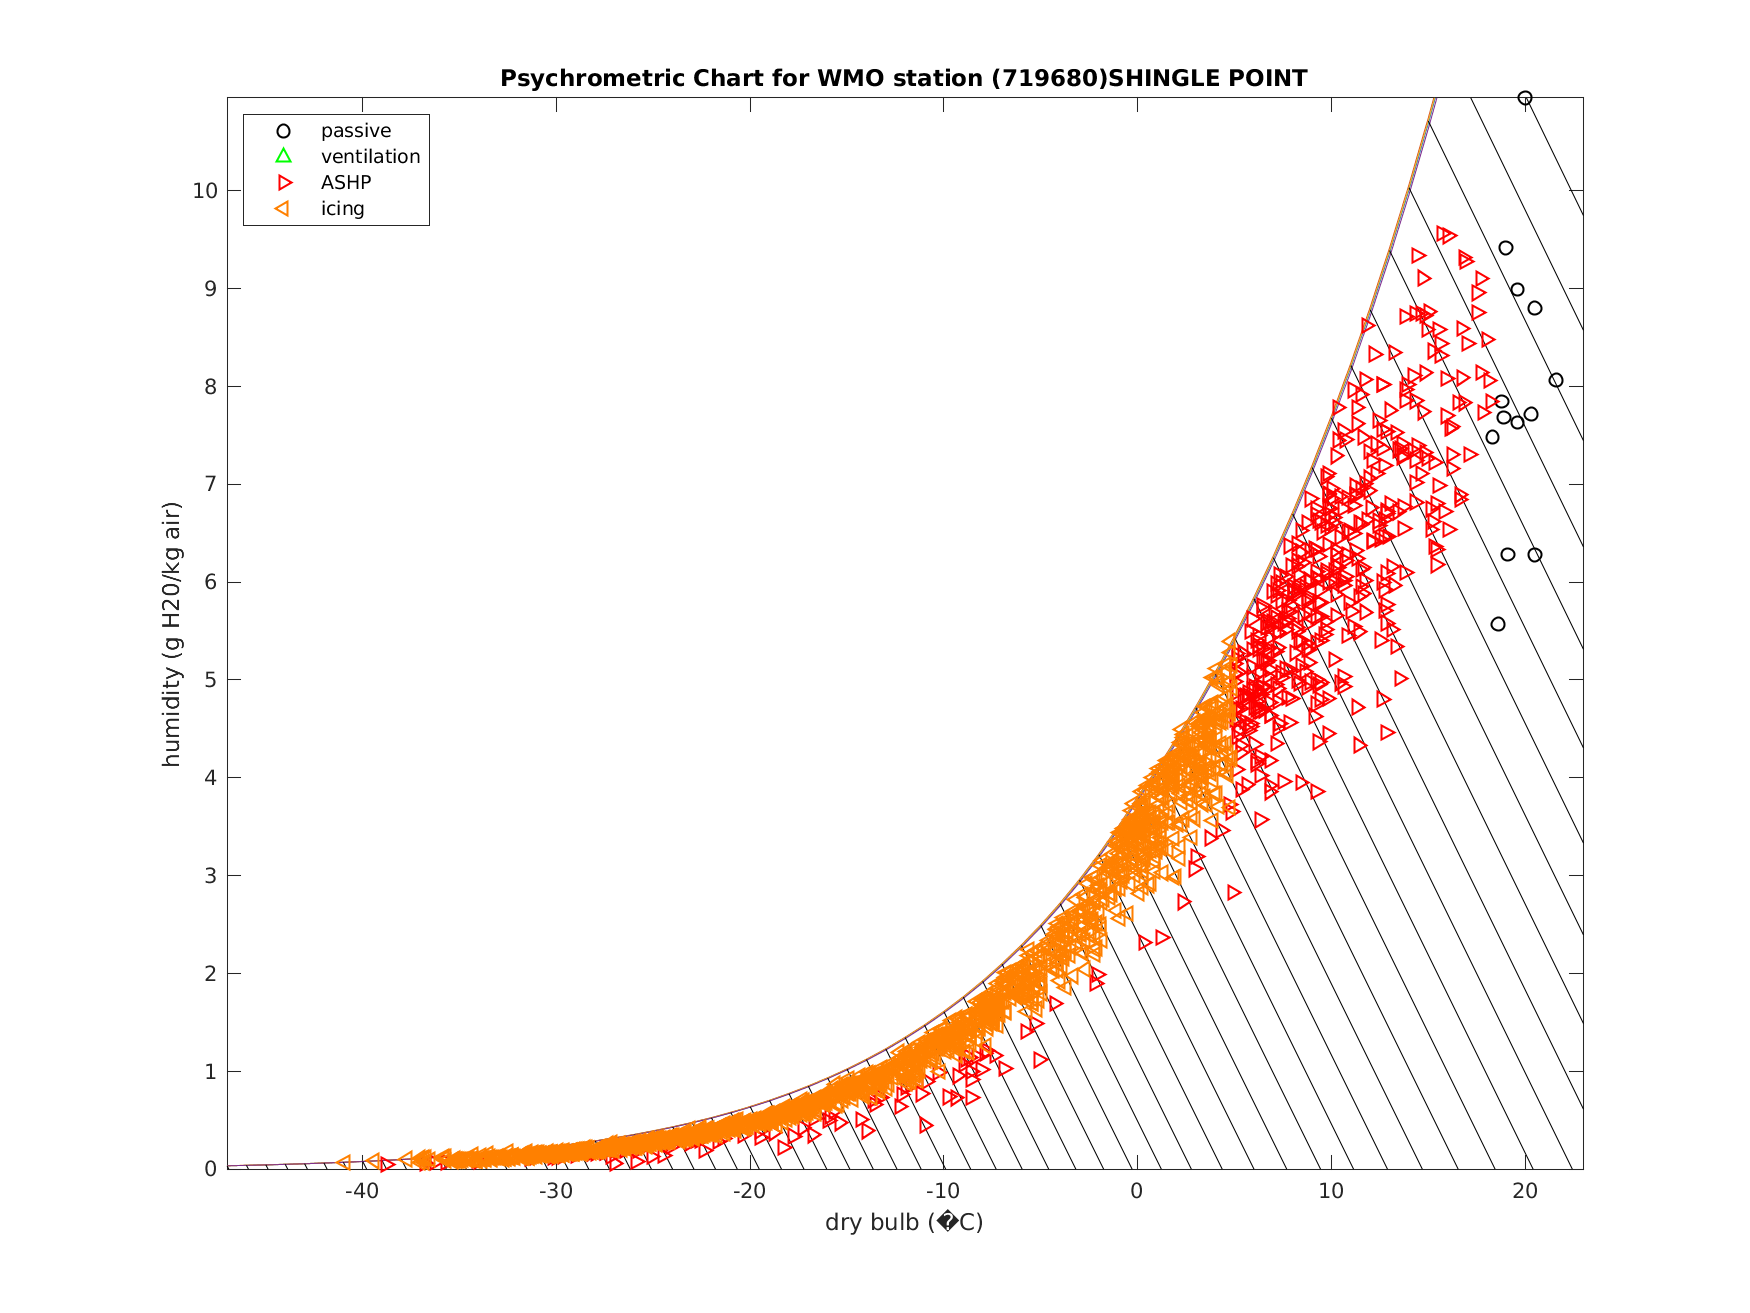 Psychrometric Chart for WMO station (719680)SHINGLE POINT
passive
ventilation
ASHP
icing
10
9
8
7
6
5
4
3
2
1
0
humidity (g H20/kg air)
-40 -30 -20 -10 0 10 20
dry bulb (�C)